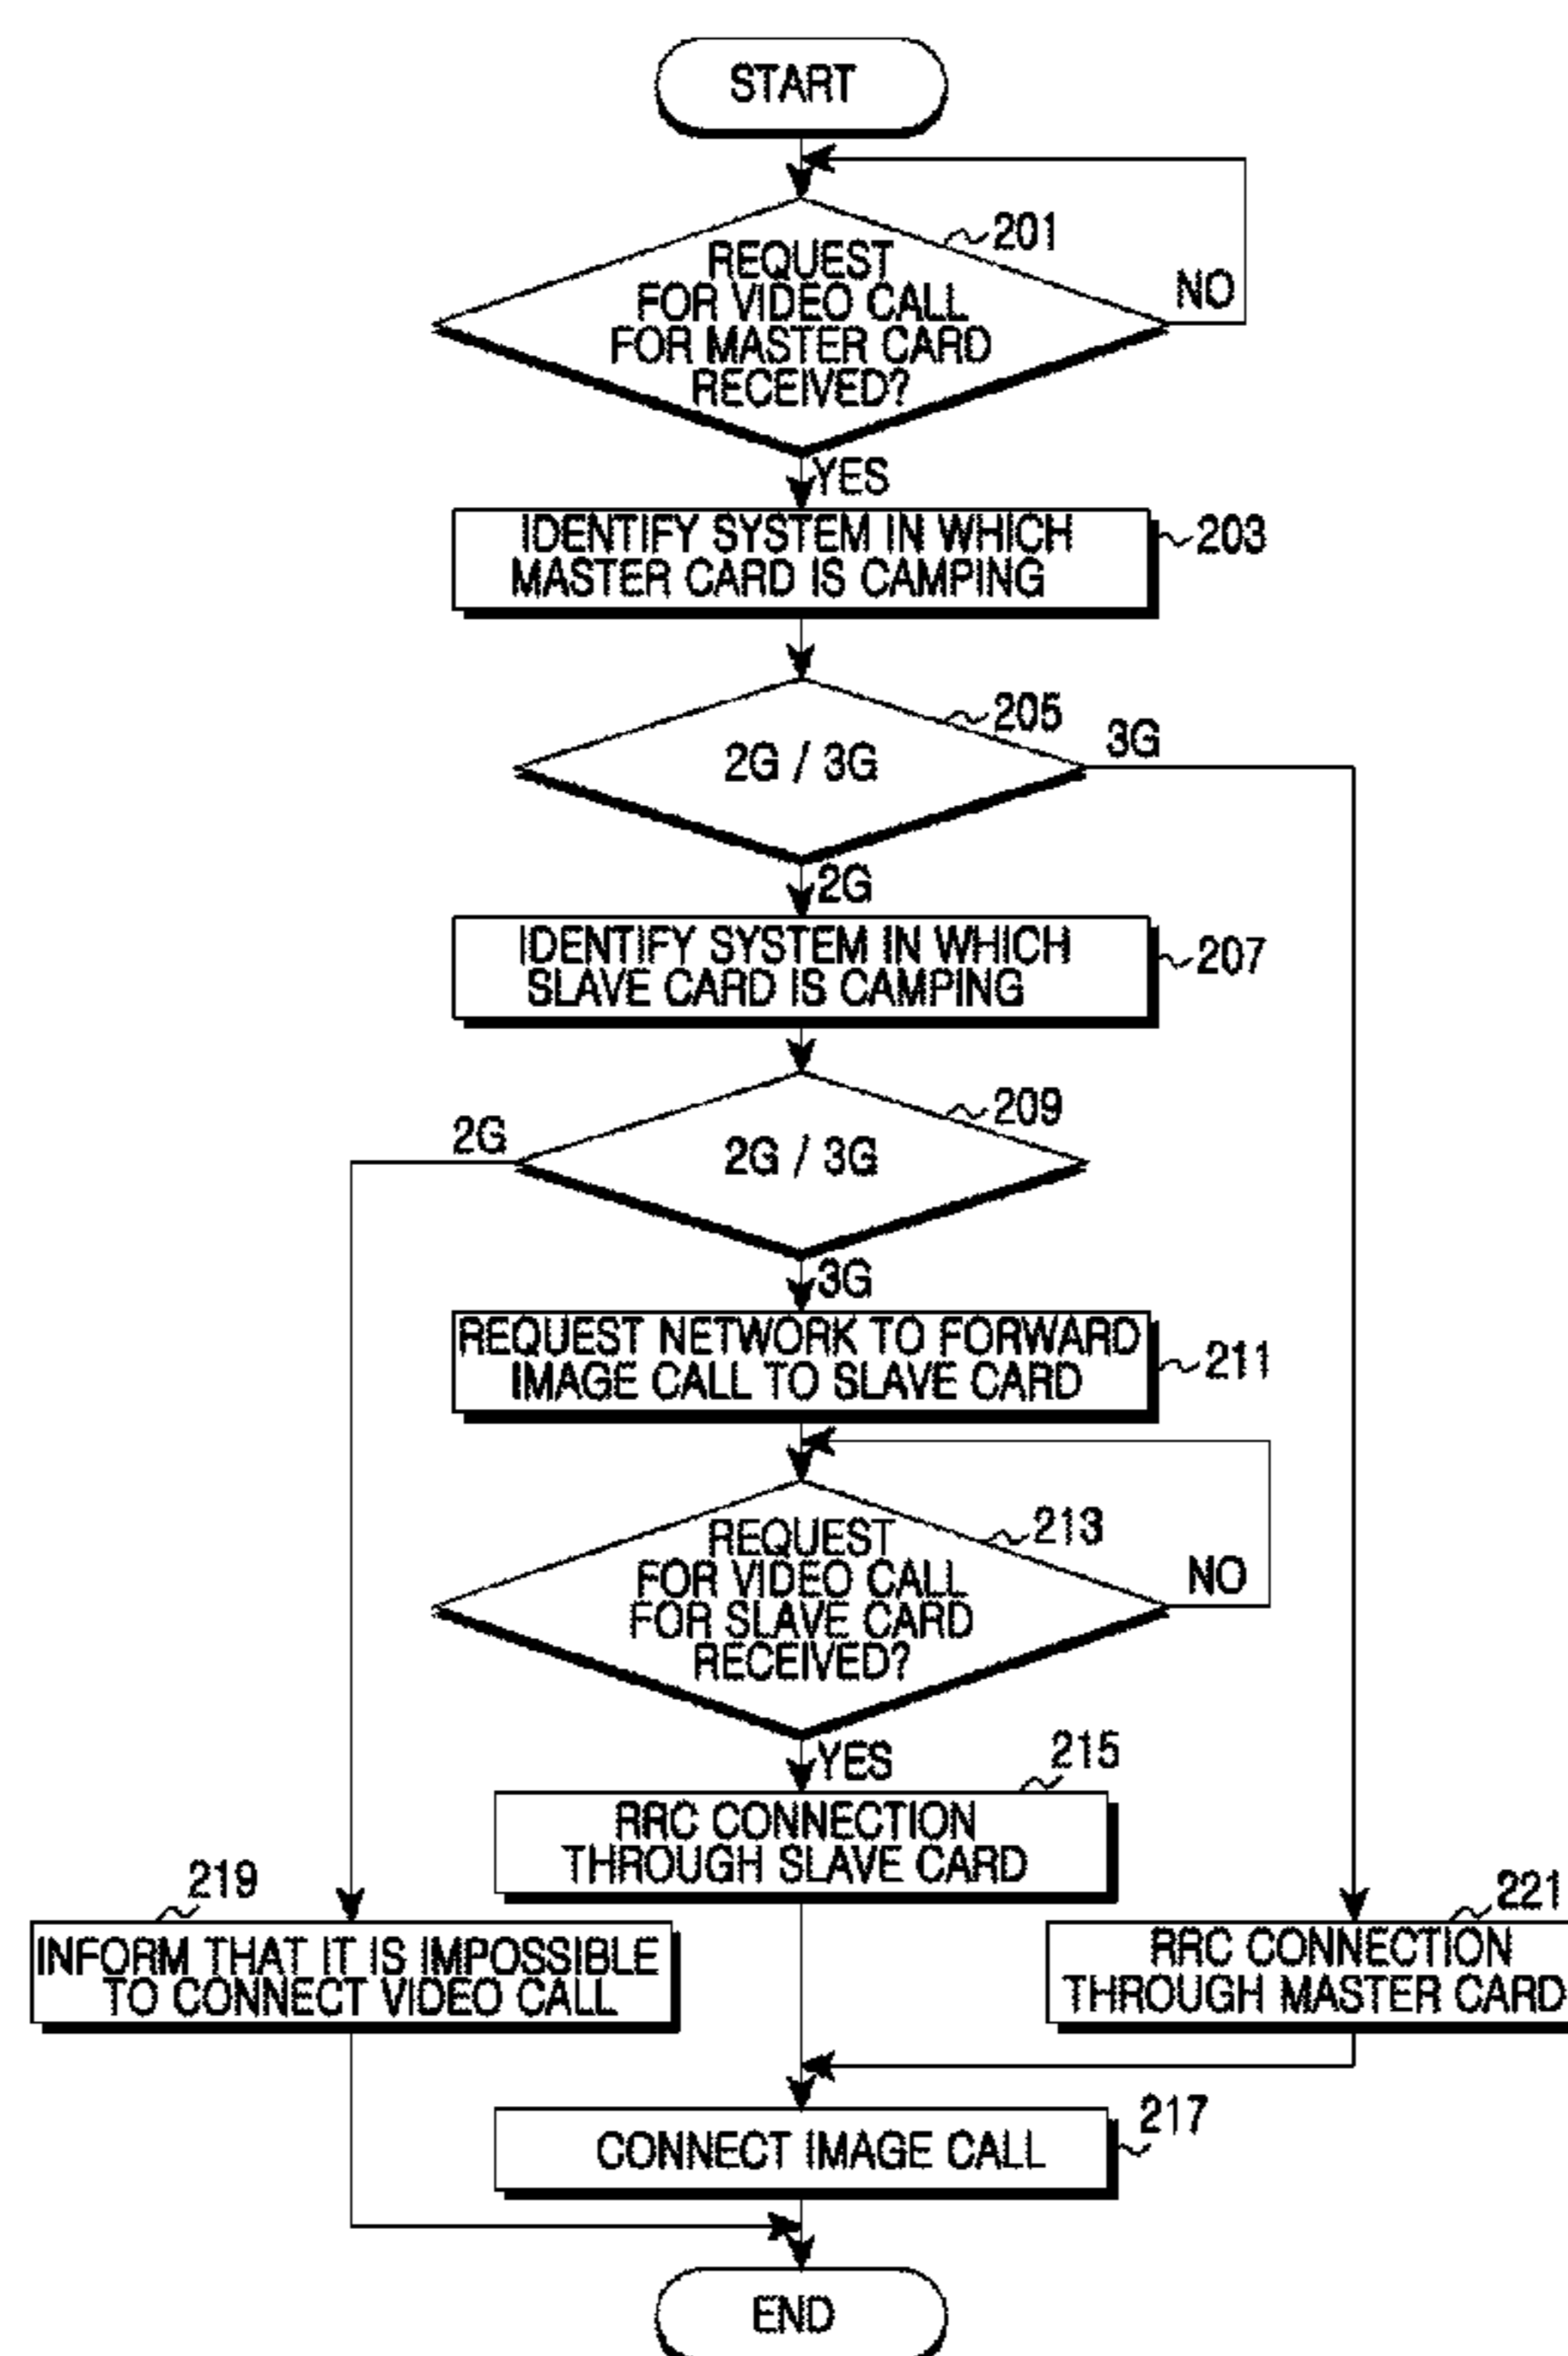 START
201
REQUEST
FOR VIDEO CALL
FOR MASTER CARD
RECEIVED?
NO
YES
IDENTIFY SYSTEM IN WHICH
MASTER CARD IS CAMPING
203
205
2G / 3G
3G
2G
IDENTIFY SYSTEM IN WHICH
SLAVE CARD IS CAMPING
207
209
2G
2G / 3G
3G
REQUEST NETWORK TO FORWARD
IMAGE CALL TO SLAVE CARD
211
213
REQUEST
FOR VIDEO CALL
FOR SLAVE CARD
RECEIVED?
NO
YES
215
RRC CONNECTION
THROUGH SLAVE CARD
219
INFORM THAT IT IS IMPOSSIBLE
TO CONNECT VIDEO CALL
221
RRC CONNECTION
THROUGH MASTER CARD
217
CONNECT IMAGE CALL
END